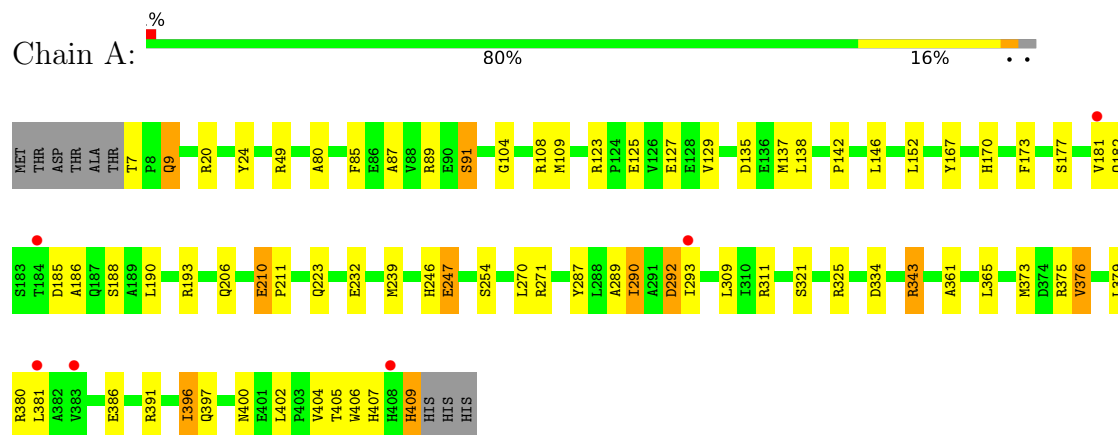 %
Chain A:
80% 16% • •
MET THR ASP THR ALA THR T7 P8 Q9 R20 Y24 R49 A80 F85 E86 A87 V88 R89 E90 S91 G104 R108 M109 R123 P124 E125 V126 E127 E128 V129 D135 E136 M137 L138 P142 L146 L152 Y167 H170 F173 S177 V181 Q182
S183 T184 D185 A186 Q187 S188 A189 L190 R193 Q206 E210 P211 Q223 E232 M239 H246 E247 S254 L270 R271 Y287 L288 A289 I290 A291 D292 I293 L309 I310 R311 S321 R325 D334 R343 A361 L365 M373 D374 R375 V376 L379
R380 L381 A382 V383 E386 R391 I396 Q397 N400 E401 L402 P403 V404 T405 W406 H407 H408 H409 HIS HIS HIS